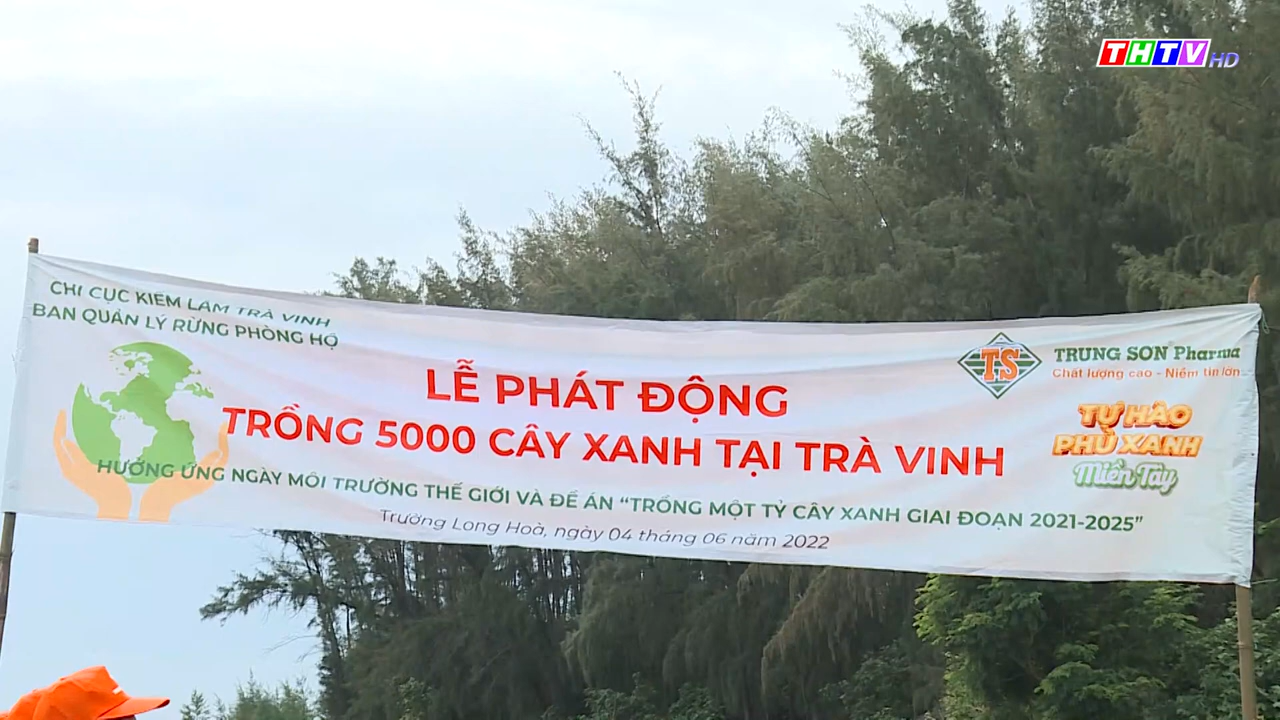 THTV HD
CHI CỤC KIỂM LÂM TRÀ VINH
BAN QUẢN LÝ RỪNG PHÒNG HỘ
LỄ PHÁT ĐỘNG
TRỒNG 5000 CÂY XANH TẠI TRÀ VINH
HƯỞNG ỨNG NGÀY MÔI TRƯỜNG THẾ GIỚI VÀ ĐỀ ÁN “TRỒNG MỘT TỶ CÂY XANH GIAI ĐOẠN 2021-2025”
Trường Long Hoà, ngày 04 tháng 06 năm 2022
TS
TRUNG SƠN Pharma
Chất lượng cao - Niềm tin lớn
TỰ HÀO
PHỦ XANH
Miền Tây